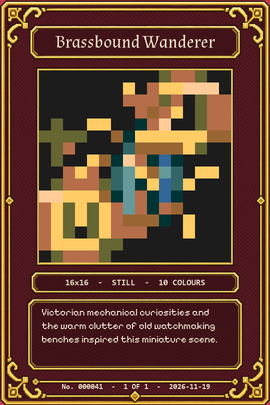 Brassbound Wanderer
16x16 - STILL - 10 COLOURS
Victorian mechanical curiosities and
the warm clutter of old watchmaking
benches inspired this miniature scene.
No. 000041 - 1 OF 1 - 2026-11-19